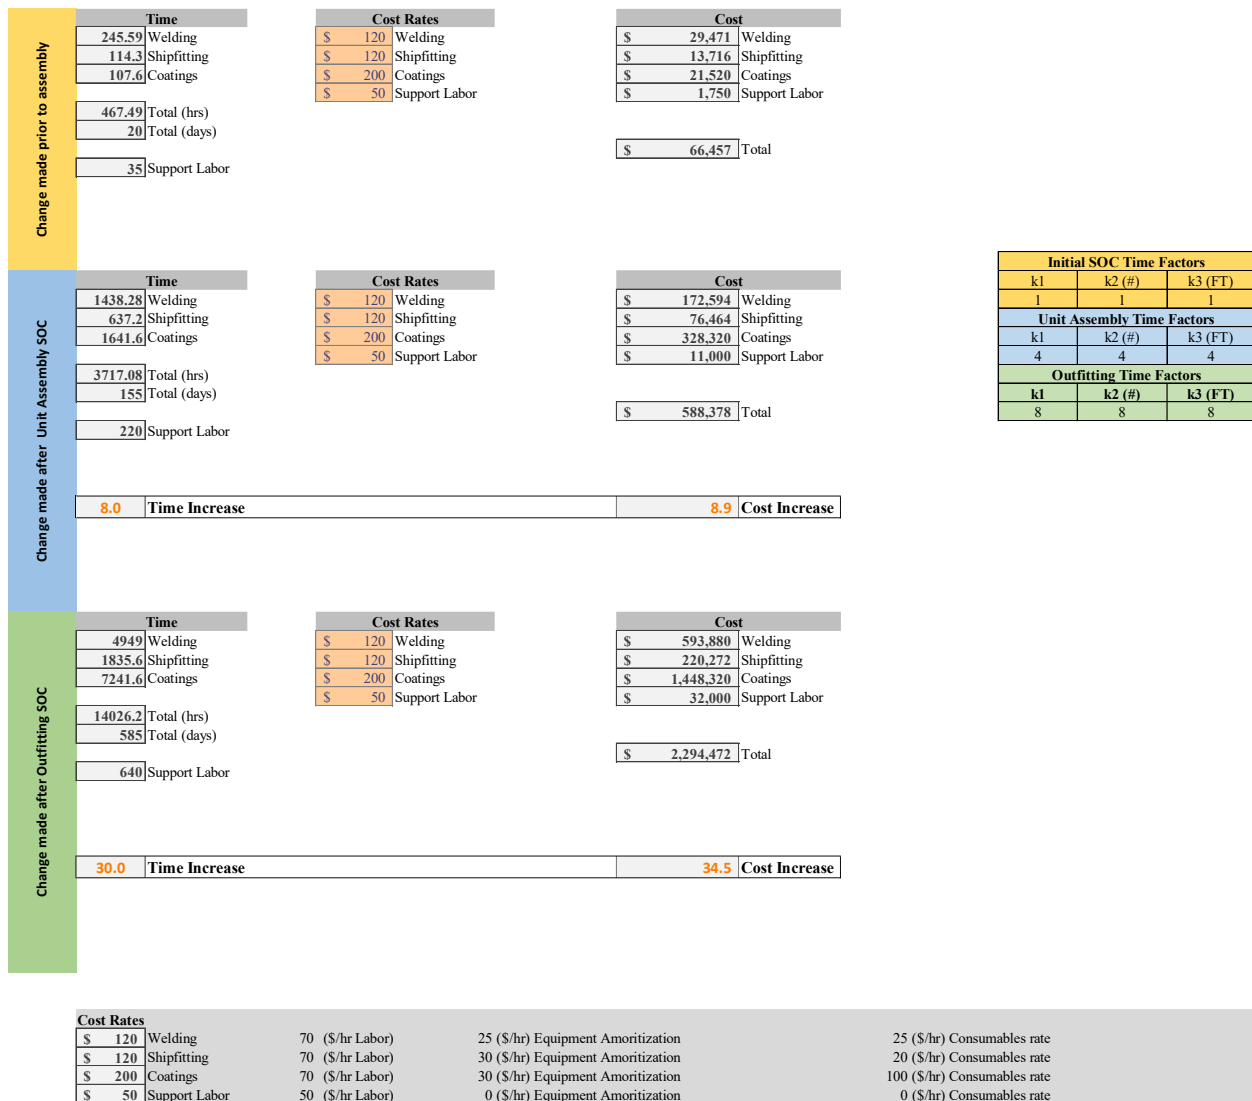 Change made prior to assembly
Time Cost Rates Cost
245.59 Welding $ 120 Welding $ 29,471 Welding
114.3 Shipfitting $ 120 Shipfitting $ 13,716 Shipfitting
107.6 Coatings $ 200 Coatings $ 21,520 Coatings
$ 50 Support Labor $ 1,750 Support Labor
467.49 Total (hrs)
20 Total (days)
$ 66,457 Total
35 Support Labor
Initial SOC Time Factors
k1 k2 (#) k3 (FT)
1 1 1
Unit Assembly Time Factors
k1 k2 (#) k3 (FT)
4 4 4
Outfitting Time Factors
k1 k2 (#) k3 (FT)
8 8 8
Change made after Unit Assembly SOC
Time Cost Rates Cost
1438.28 Welding $ 120 Welding $ 172,594 Welding
637.2 Shipfitting $ 120 Shipfitting $ 76,464 Shipfitting
1641.6 Coatings $ 200 Coatings $ 328,320 Coatings
$ 50 Support Labor $ 11,000 Support Labor
3717.08 Total (hrs)
155 Total (days)
$ 588,378 Total
220 Support Labor
8.0 Time Increase 8.9 Cost Increase
Change made after Outfitting SOC
Time Cost Rates Cost
4949 Welding $ 120 Welding $ 593,880 Welding
1835.6 Shipfitting $ 120 Shipfitting $ 220,272 Shipfitting
7241.6 Coatings $ 200 Coatings $ 1,448,320 Coatings
$ 50 Support Labor $ 32,000 Support Labor
14026.2 Total (hrs)
585 Total (days)
$ 2,294,472 Total
640 Support Labor
30.0 Time Increase 34.5 Cost Increase
Cost Rates
$ 120 Welding 70 ($/hr Labor) 25 ($/hr) Equipment Amoritization 25 ($/hr) Consumables rate
$ 120 Shipfitting 70 ($/hr Labor) 30 ($/hr) Equipment Amoritization 20 ($/hr) Consumables rate
$ 200 Coatings 70 ($/hr Labor) 30 ($/hr) Equipment Amoritization 100 ($/hr) Consumables rate
$ 50 Support Labor 50 ($/hr Labor) 0 ($/hr) Equipment Amoritization 0 ($/hr) Consumables rate